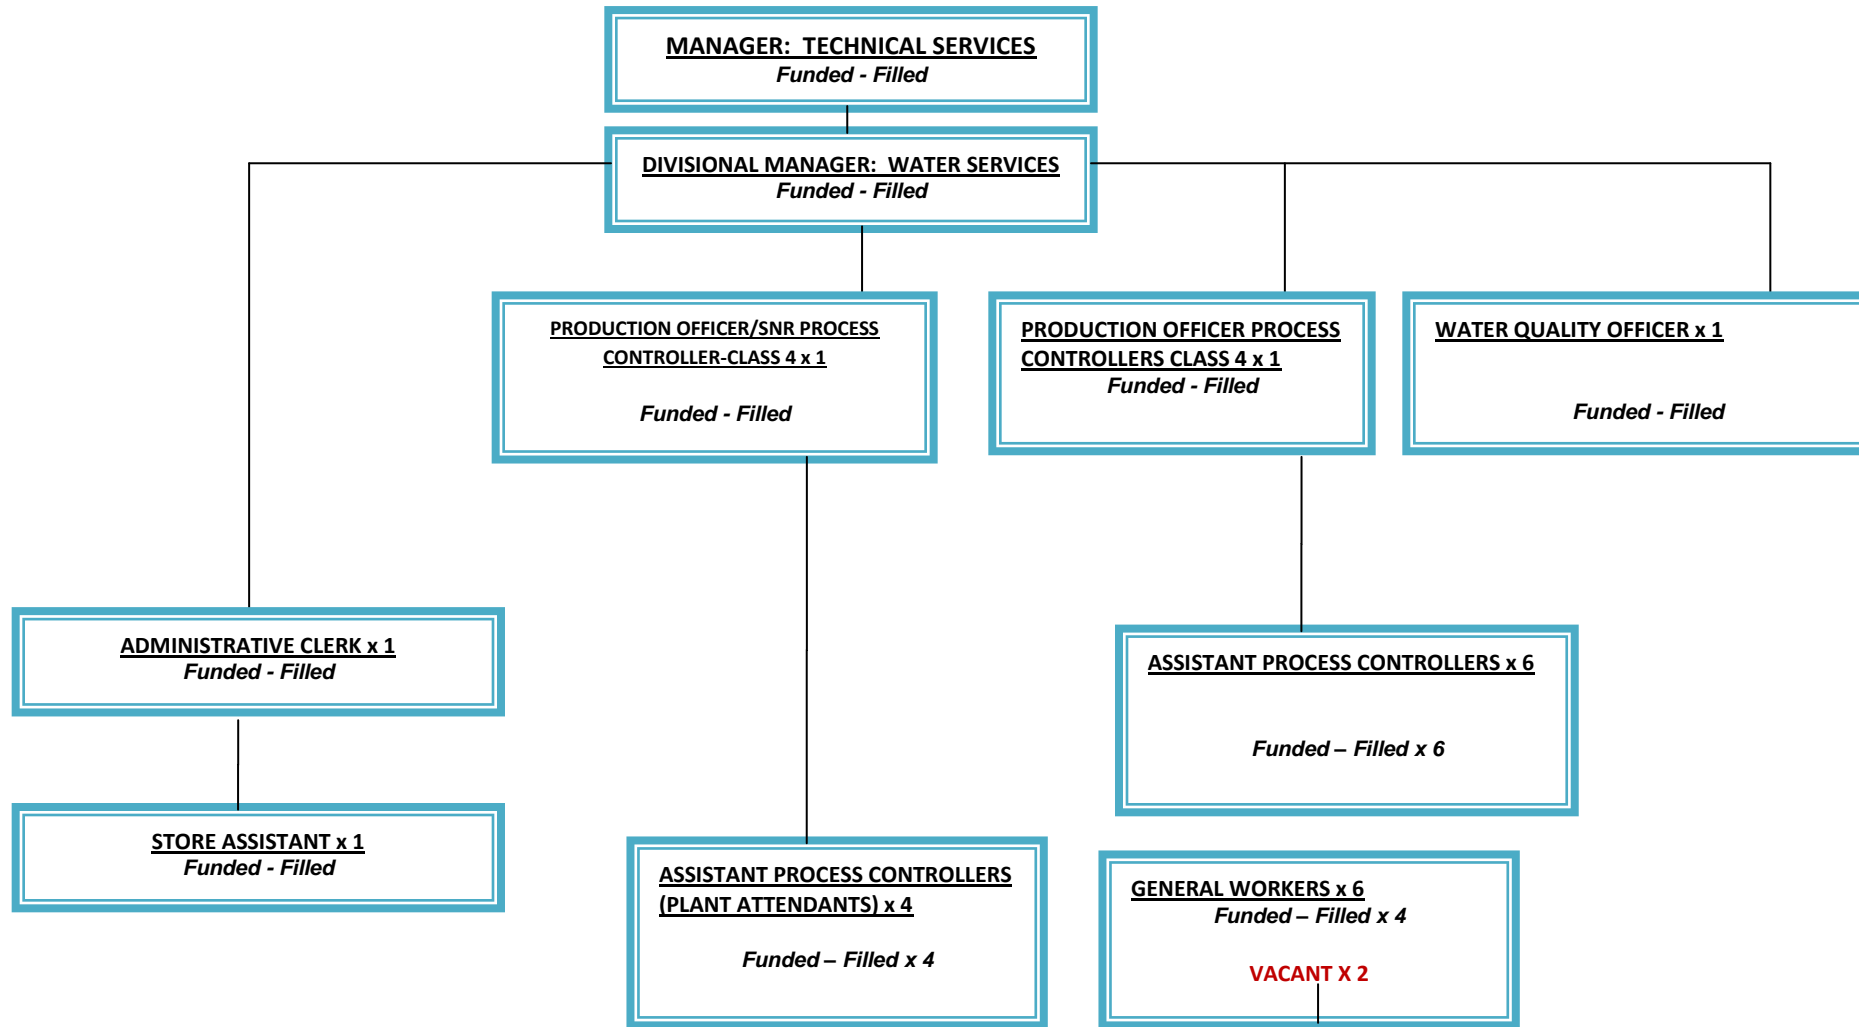 MANAGER:  TECHNICAL SERVICES
Funded - Filled
DIVISIONAL MANAGER:  WATER SERVICES
Funded - Filled
PRODUCTION OFFICER/SNR PROCESS
CONTROLLER-CLASS 4 x 1
Funded - Filled
PRODUCTION OFFICER PROCESS
CONTROLLERS CLASS 4 x 1
Funded - Filled
WATER QUALITY OFFICER x 1
Funded - Filled
ADMINISTRATIVE CLERK x 1
Funded - Filled
ASSISTANT PROCESS CONTROLLERS x 6
Funded – Filled x 6
STORE ASSISTANT x 1
Funded - Filled
ASSISTANT PROCESS CONTROLLERS
(PLANT ATTENDANTS) x 4
Funded – Filled x 4
GENERAL WORKERS x 6
Funded – Filled x 4
VACANT X 2